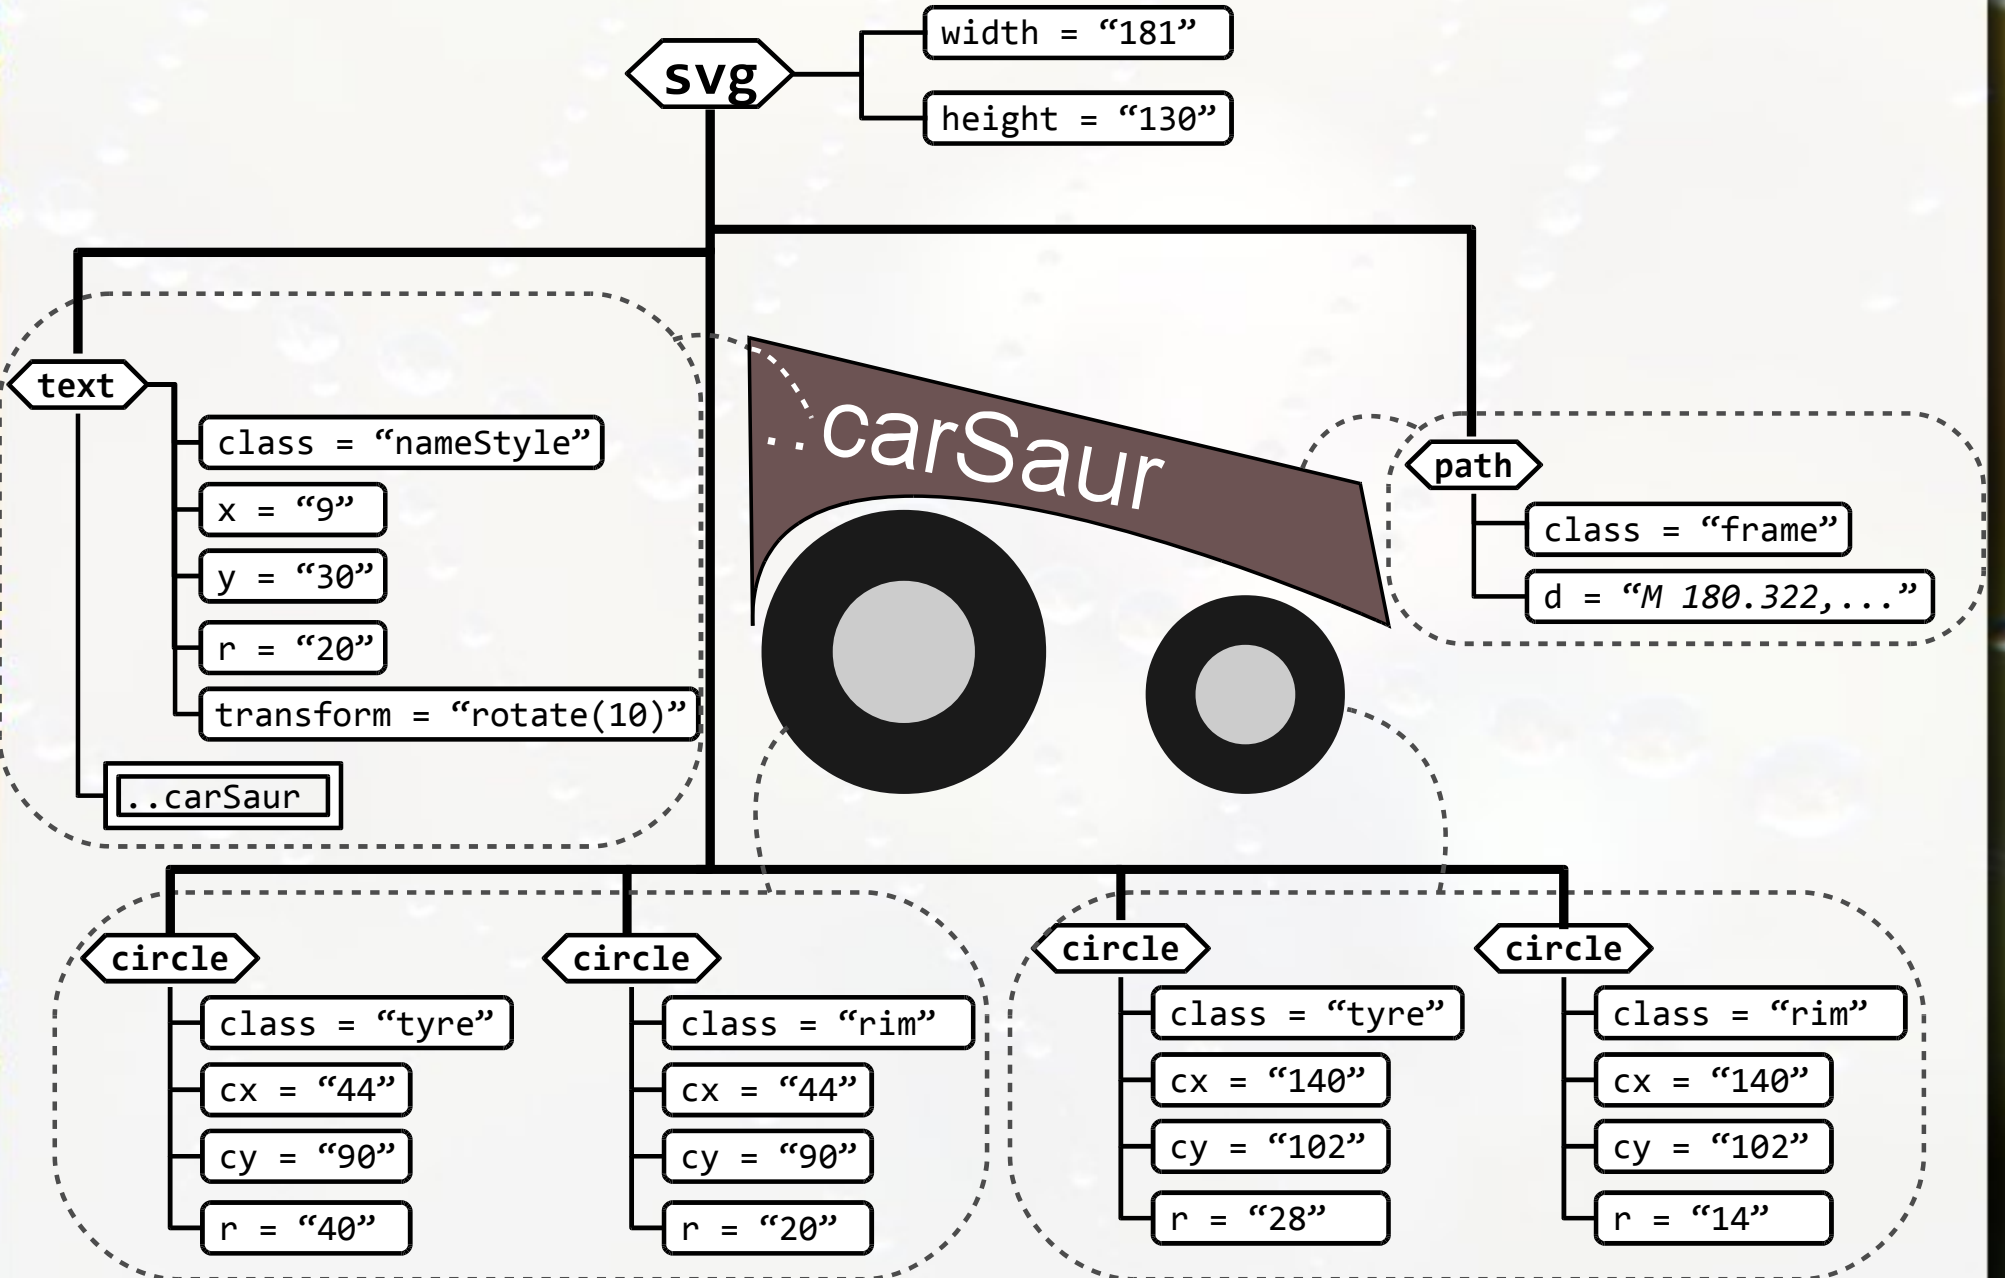 svg
width = “181”
height = “130”
text
class = “nameStyle”
x = “9”
y = “30”
r = “20”
transform = “rotate(10)”
..carSaur
..carSaur
path
class = “frame”
d = “M 180.322,...”
circle
class = “tyre”
cx = “44”
cy = “90”
r = “40”
circle
class = “rim”
cx = “44”
cy = “90”
r = “20”
circle
class = “tyre”
cx = “140”
cy = “102”
r = “28”
circle
class = “rim”
cx = “140”
cy = “102”
r = “14”